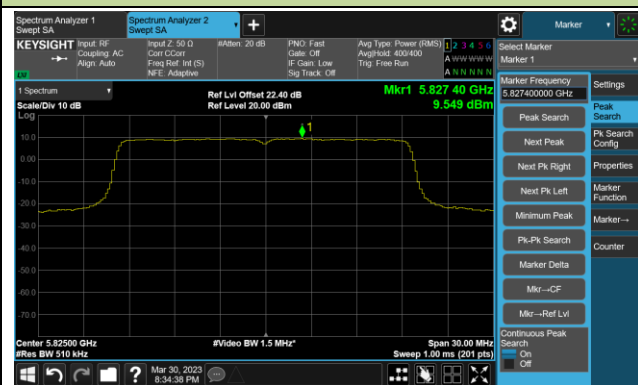 Spectrum Analyzer 1
Swept SA
Spectrum Analyzer 2
Swept SA
Marker
KEYSIGHT
Input: RF
Coupling: AC
Align: Auto
Input Z: 50 Ω
Corr CCorr
Freq Ref: Int (S)
NFE: Adaptive
#Atten: 20 dB
PNO: Fast
Gate: Off
IF Gain: Low
Sig Track: Off
Avg Type: Power (RMS)
Avg|Hold: 400/400
Trig: Free Run
1 2 3 4 5 6
A W W W W W
A N N N N N
Select Marker
Marker 1
1 Spectrum
Scale/Div 10 dB
Log
Ref Lvl Offset 22.40 dB
Ref Level 20.00 dBm
Mkr1 5.827 40 GHz
9.549 dBm
1
10.0
0.00
-10.0
-20.0
-30.0
-40.0
-50.0
-60.0
-70.0
Center 5.82500 GHz
#Res BW 510 kHz
#Video BW 1.5 MHz*
Span 30.00 MHz
Sweep 1.00 ms (201 pts)
Marker Frequency
5.827400000 GHz
Peak Search
Next Peak
Next Pk Right
Next Pk Left
Minimum Peak
Pk-Pk Search
Marker Delta
Mkr→CF
Mkr→Ref Lvl
Continuous Peak
Search
On
Off
Settings
Peak
Search
Pk Search
Config
Properties
Marker
Function
Marker→
Counter
Mar 30, 2023
8:34:38 PM